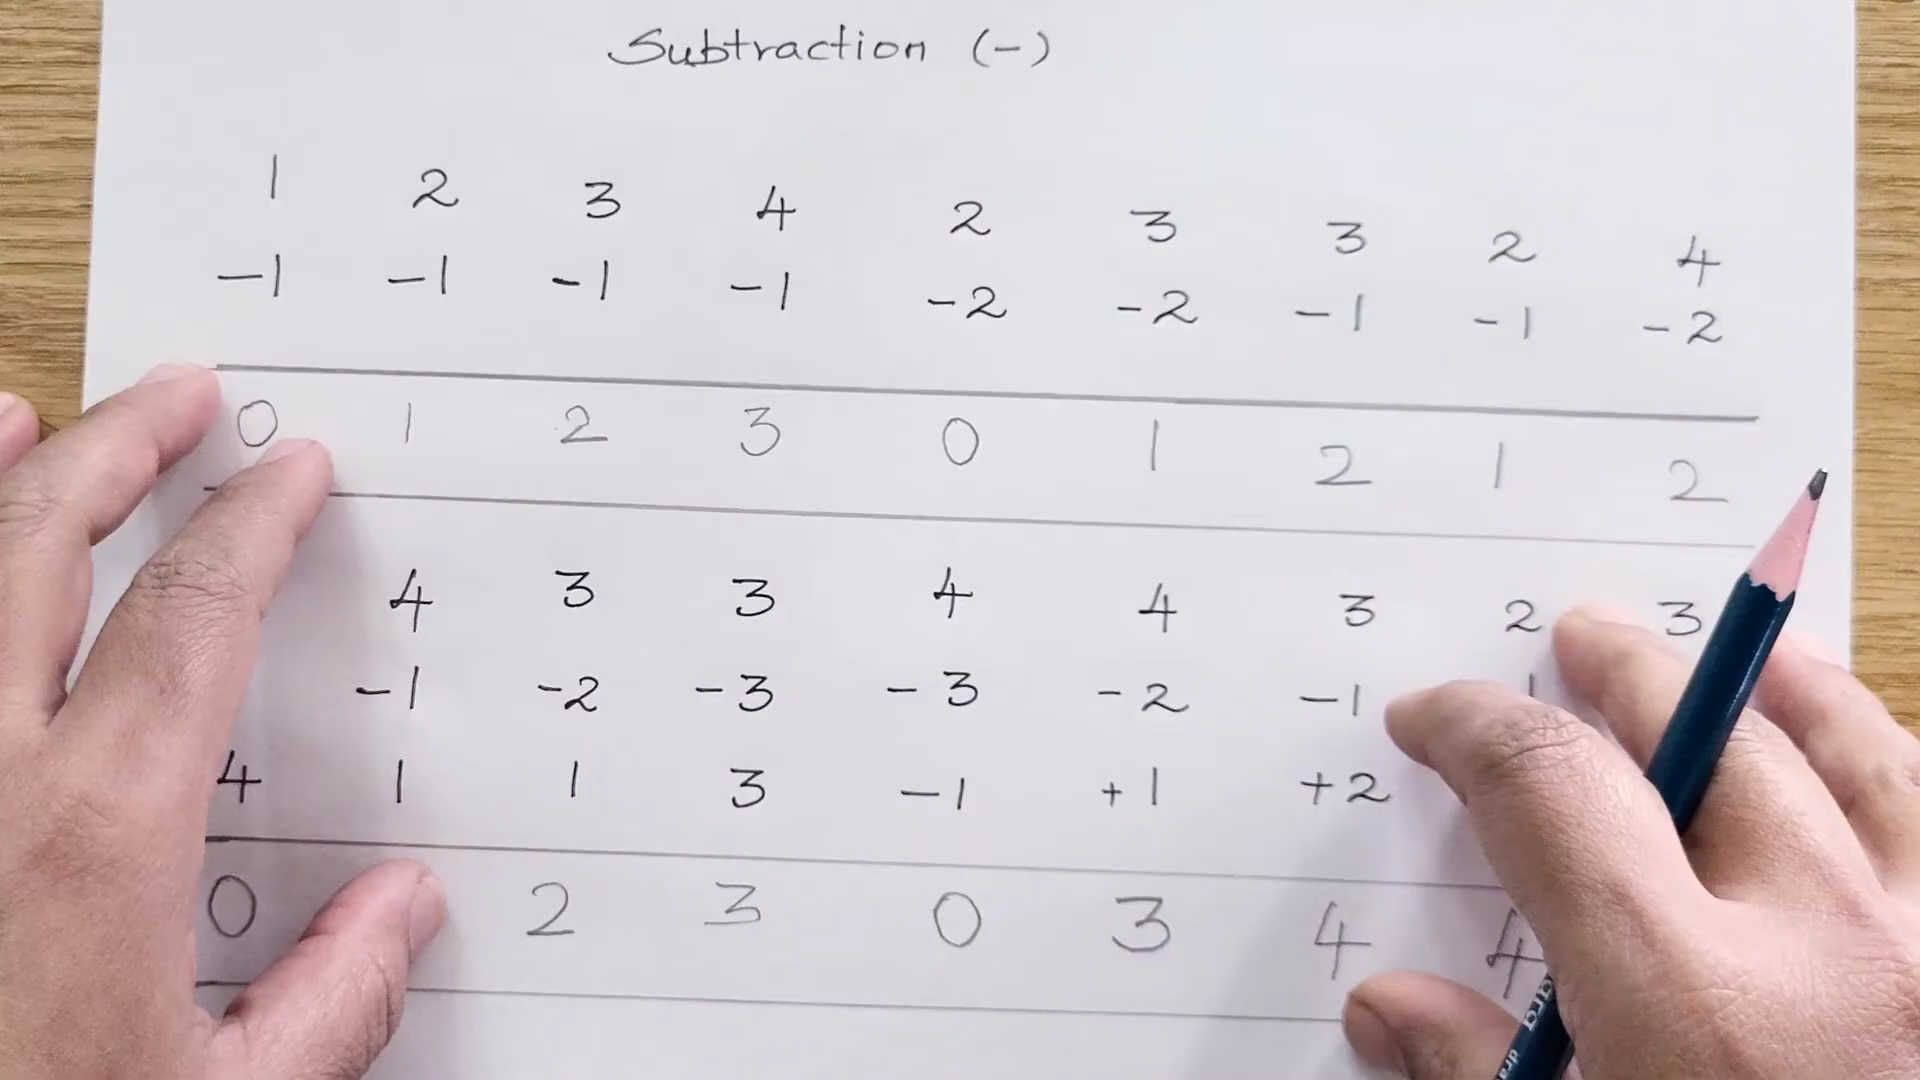 Subtraction (-)
1 2 3 4 2 3 3 2 4
-1 -1 -1 -1 -2 -2 -1 -1 -2
0 1 2 3 0 1 2 1 2
4 3 3 4 4 3 2 3
-1 -2 -3 -3 -2 -1 1
4 1 1 3 -1 +1 +2
0 2 3 0 3 4 4